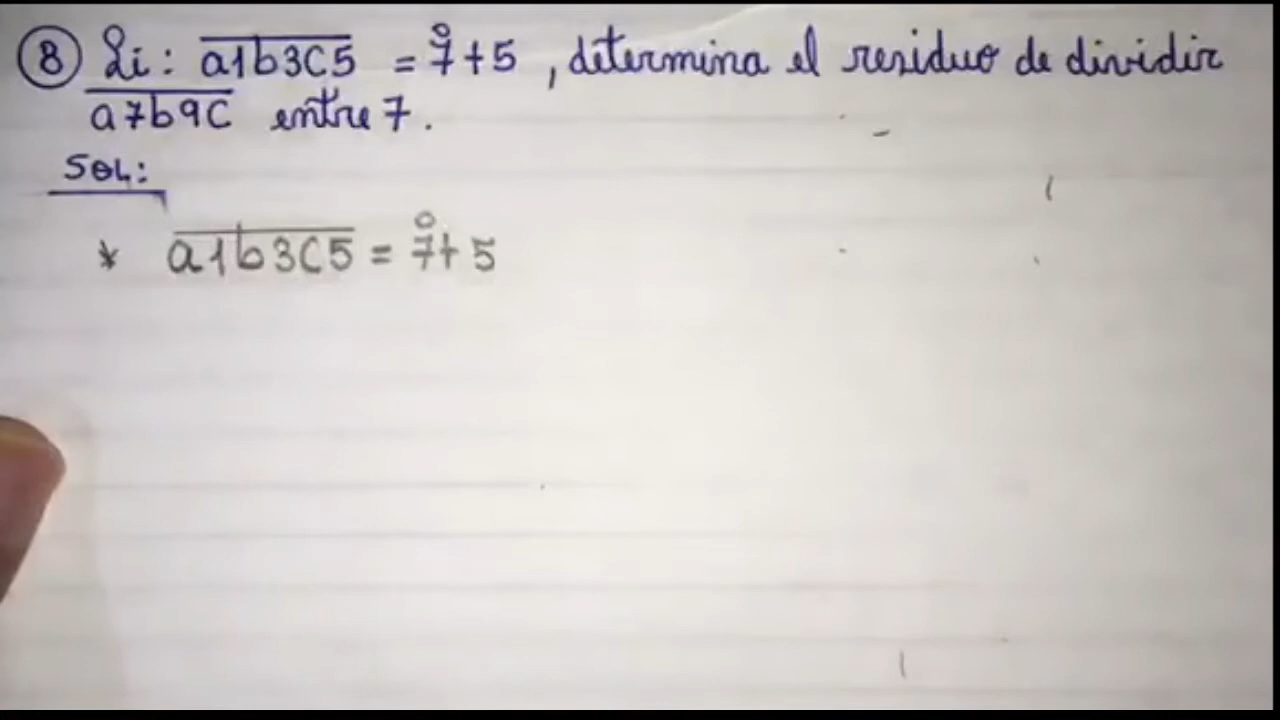 ⑧ Si: a1b3c5 = 7̊+5, determina el residuo de dividir
a7b9c entre 7.
SOL:
* a1b3c5 = 7̊+5